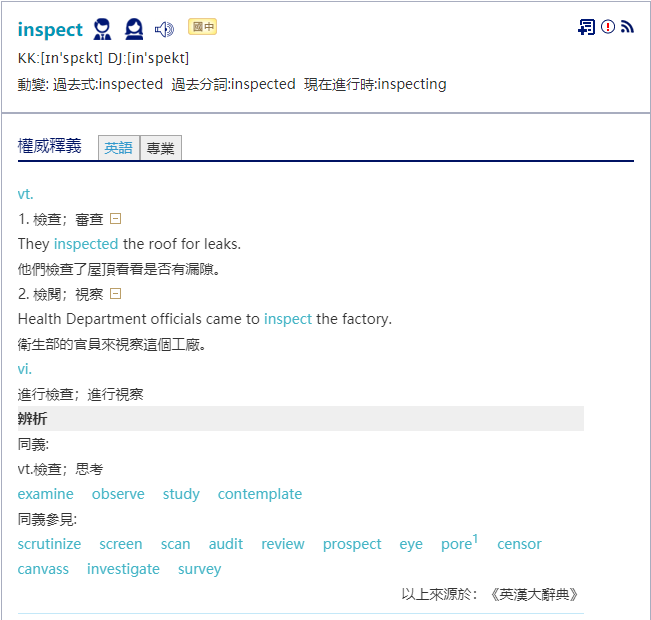 inspect 國中
KK:[ɪnˈspɛkt] DJ:[inˈspekt]
動變: 過去式:inspected 過去分詞:inspected 現在進行時:inspecting
權威釋義 英語 專業
vt.
1. 檢查；審查
They inspected the roof for leaks.
他們檢查了屋頂看看是否有漏隙。
2. 檢閱；視察
Health Department officials came to inspect the factory.
衛生部的官員來視察這個工廠。
vi.
進行檢查；進行視察
辨析
同義:
vt.檢查；思考
examine observe study contemplate
同義參見:
scrutinize screen scan audit review prospect eye pore1 censor
canvass investigate survey
以上來源於：《英漢大辭典》